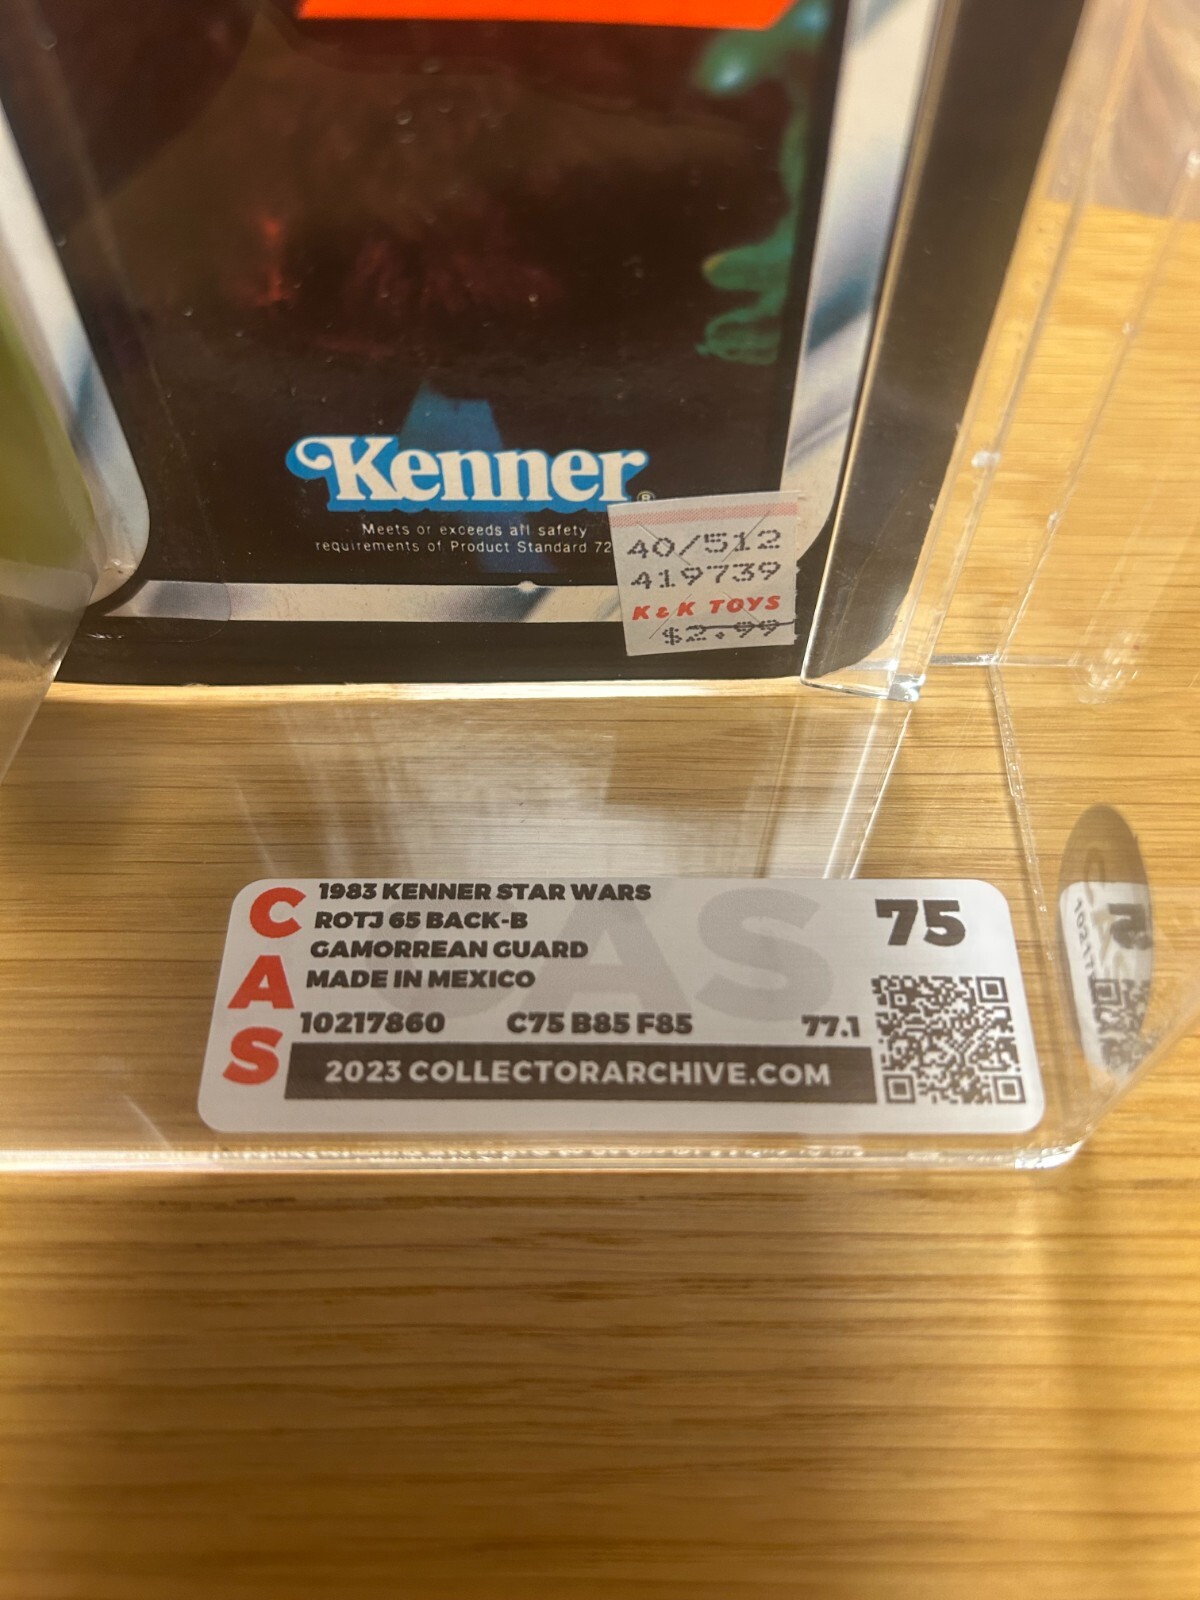 Kenner®
Meets or exceeds all safety
requirements of Product Standard 72
40/512
419739
K & K TOYS
$2.99
CAS
1983 KENNER STAR WARS
ROTJ 65 BACK-B
GAMORREAN GUARD
MADE IN MEXICO
75
10217860 C75 B85 F85 77.1
2023 COLLECTORARCHIVE.COM